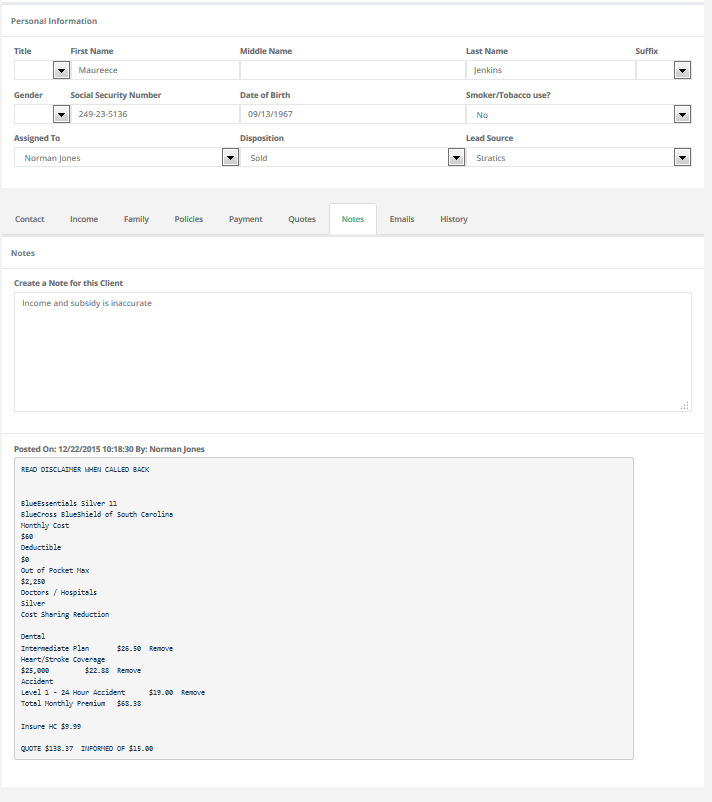 Personal Information
Title First Name Middle Name Last Name Suffix
Maureece Jenkins
Gender Social Security Number Date of Birth Smoker/Tobacco use?
249-23-5136 09/13/1967 No
Assigned To Disposition Lead Source
Norman Jones Sold Stratics
Contact Income Family Policies Payment Quotes Notes Emails History
Notes
Create a Note for this Client
Income and subsidy is inaccurate
Posted On: 12/22/2015 10:18:30 By: Norman Jones
READ DISCLAIMER WHEN CALLED BACK
BlueEssentials Silver 11
BlueCross BlueShield of South Carolina
Monthly Cost
$60
Deductible
$0
Out of Pocket Max
$2,250
Doctors / Hospitals
Silver
Cost Sharing Reduction
Dental
Intermediate Plan $26.50 Remove
Heart/Stroke Coverage
$25,000 $22.88 Remove
Accident
Level 1 - 24 Hour Accident $19.00 Remove
Total Monthly Premium $68.38
Insure HC $9.99
QUOTE $138.37 INFORMED OF $15.00